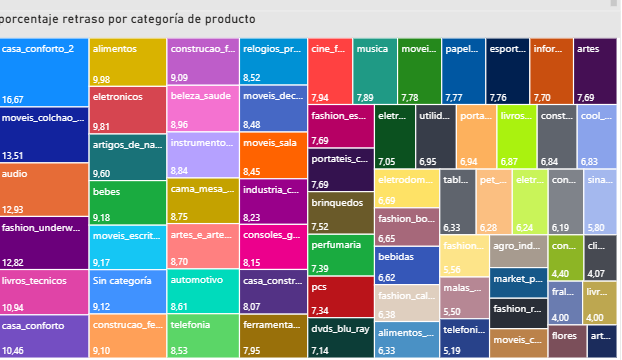 porcentaje retraso por categoría de producto
casa_conforto_2
16,67
moveis_colchao_...
13,51
audio
12,93
fashion_underw...
12,82
livros_tecnicos
10,94
casa_conforto
10,46
alimentos
9,98
eletronicos
9,81
artigos_de_na...
9,60
bebes
9,18
moveis_escrit...
9,17
Sin categoría
9,12
construcao_fe...
9,10
construcao_f...
9,09
beleza_saude
8,96
instrumento...
8,84
cama_mesa_...
8,75
artes_e_arte...
8,70
automotivo
8,61
telefonia
8,53
relogios_pr...
8,52
moveis_dec...
8,48
moveis_sala
8,45
industria_c...
8,23
consoles_g...
8,15
casa_constr...
8,07
ferramenta...
7,95
cine_f...
7,94
musica
7,89
movei...
7,78
papel...
7,77
esport...
7,76
infor...
7,70
artes
7,69
fashion_es...
7,69
portateis_c...
7,69
brinquedos
7,52
perfumaria
7,39
pcs
7,34
dvds_blu_ray
7,14
eletr...
7,05
utilid...
6,95
porta...
6,94
livros...
6,87
const...
6,84
cool_...
6,83
eletrodom...
6,69
fashion_bo...
6,65
bebidas
6,62
fashion_cal...
6,38
alimentos_...
6,33
tabl...
6,33
pet_...
6,28
eletr...
6,24
con...
6,19
sina...
5,80
fashion...
5,56
malas_...
5,50
telefoni...
5,19
agro_ind...
market_p...
fashion_r...
moveis_c...
con...
4,40
cli...
4,07
fral...
4,00
livr...
4,00
flores
art...